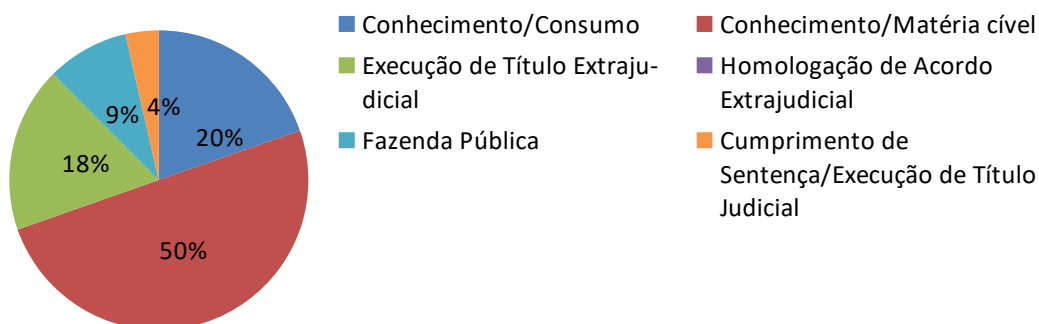 Conhecimento/Consumo
Conhecimento/Matéria cível
Execução de Título Extraju-
dicial
Homologação de Acordo
Extrajudicial
Fazenda Pública
Cumprimento de
Sentença/Execução de Título
Judicial
4%
9%
20%
18%
50%